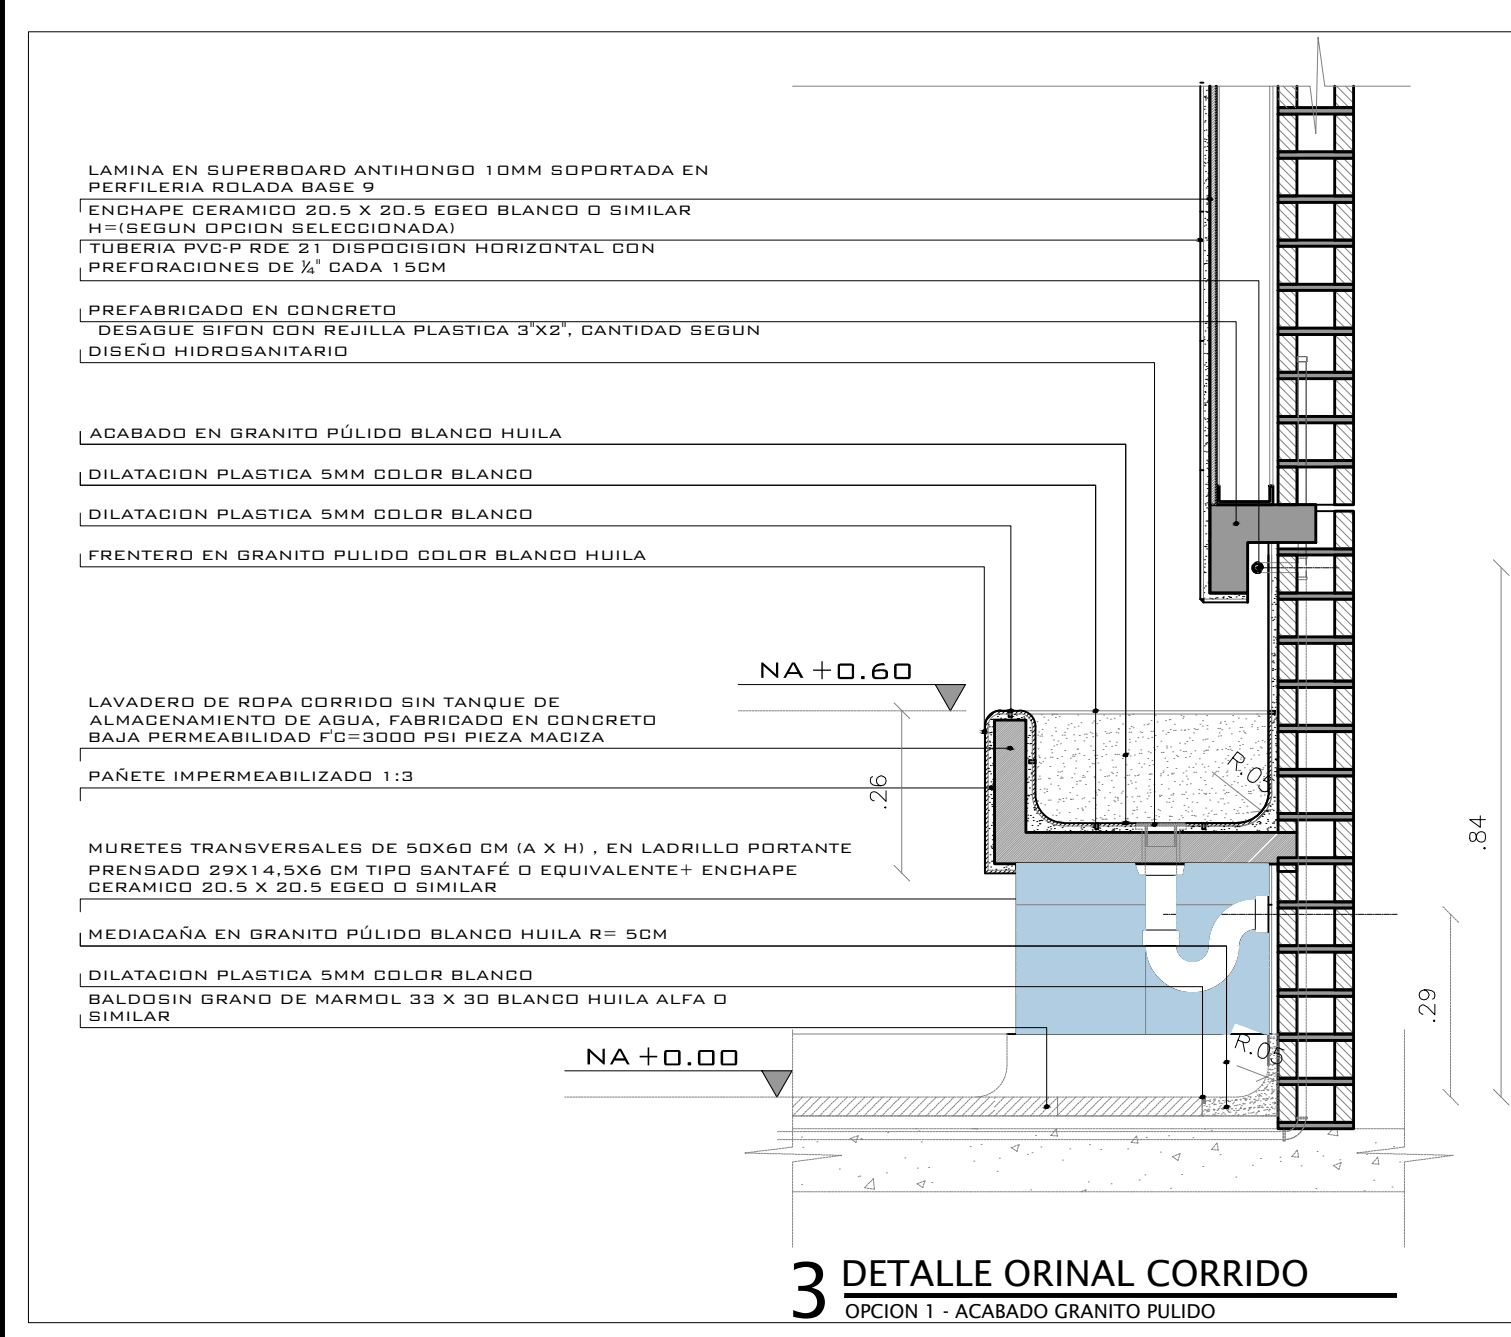 LAMINA EN SUPERBOARD ANTIHONGO 10MM SOPORTADA EN
PERFILERIA ROLADA BASE 9
ENCHAPE CERAMICO 20.5 X 20.5 EGEO BLANCO O SIMILAR
H=(SEGUN OPCION SELECCIONADA)
TUBERIA PVC-P RDE 21 DISPOCISION HORIZONTAL CON
PREFORACIONES DE ¼" CADA 15CM
PREFABRICADO EN CONCRETO
DESAGUE SIFON CON REJILLA PLASTICA 3"X2", CANTIDAD SEGUN
DISEÑO HIDROSANITARIO
ACABADO EN GRANITO PÚLIDO BLANCO HUILA
DILATACION PLASTICA 5MM COLOR BLANCO
DILATACION PLASTICA 5MM COLOR BLANCO
FRENTERO EN GRANITO PULIDO COLOR BLANCO HUILA
NA +0.60
LAVADERO DE ROPA CORRIDO SIN TANQUE DE
ALMACENAMIENTO DE AGUA, FABRICADO EN CONCRETO
BAJA PERMEABILIDAD F'C=3000 PSI PIEZA MACIZA
PAÑETE IMPERMEABILIZADO 1:3
.26
R.05
.84
MURETES TRANSVERSALES DE 50X60 CM (A X H) , EN LADRILLO PORTANTE
PRENSADO 29X14,5X6 CM TIPO SANTAFÉ O EQUIVALENTE+ ENCHAPE
CERAMICO 20.5 X 20.5 EGEO O SIMILAR
MEDIACAÑA EN GRANITO PÚLIDO BLANCO HUILA R= 5CM
DILATACION PLASTICA 5MM COLOR BLANCO
BALDOSIN GRANO DE MARMOL 33 X 30 BLANCO HUILA ALFA O
SIMILAR
.29
R.05
NA +0.00
3 DETALLE ORINAL CORRIDO
OPCION 1 - ACABADO GRANITO PULIDO